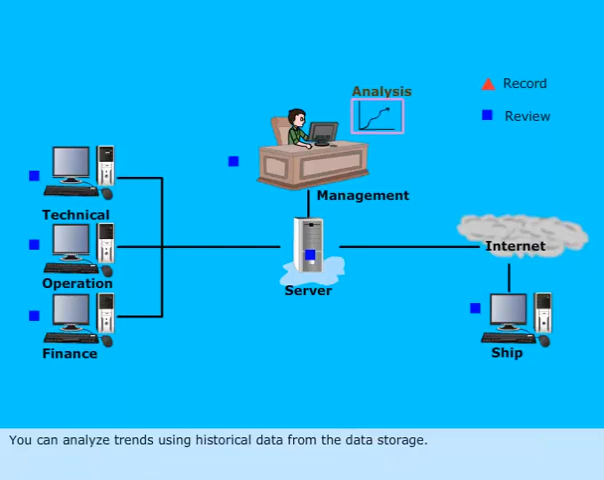 Analysis
Record
Review
Management
Technical
Operation
Finance
Server
Internet
Ship
You can analyze trends using historical data from the data storage.